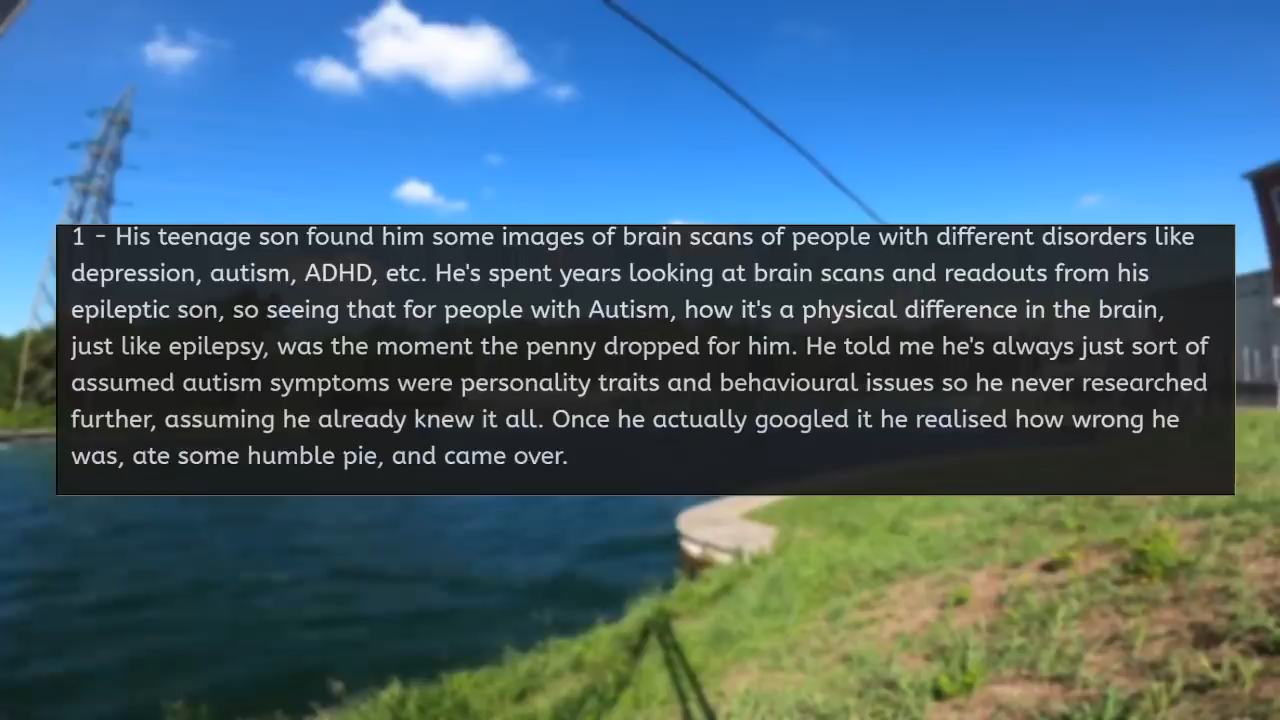 1 - His teenage son found him some images of brain scans of people with different disorders like
depression, autism, ADHD, etc. He's spent years looking at brain scans and readouts from his
epileptic son, so seeing that for people with Autism, how it's a physical difference in the brain,
just like epilepsy, was the moment the penny dropped for him. He told me he's always just sort of
assumed autism symptoms were personality traits and behavioural issues so he never researched
further, assuming he already knew it all. Once he actually googled it he realised how wrong he
was, ate some humble pie, and came over.